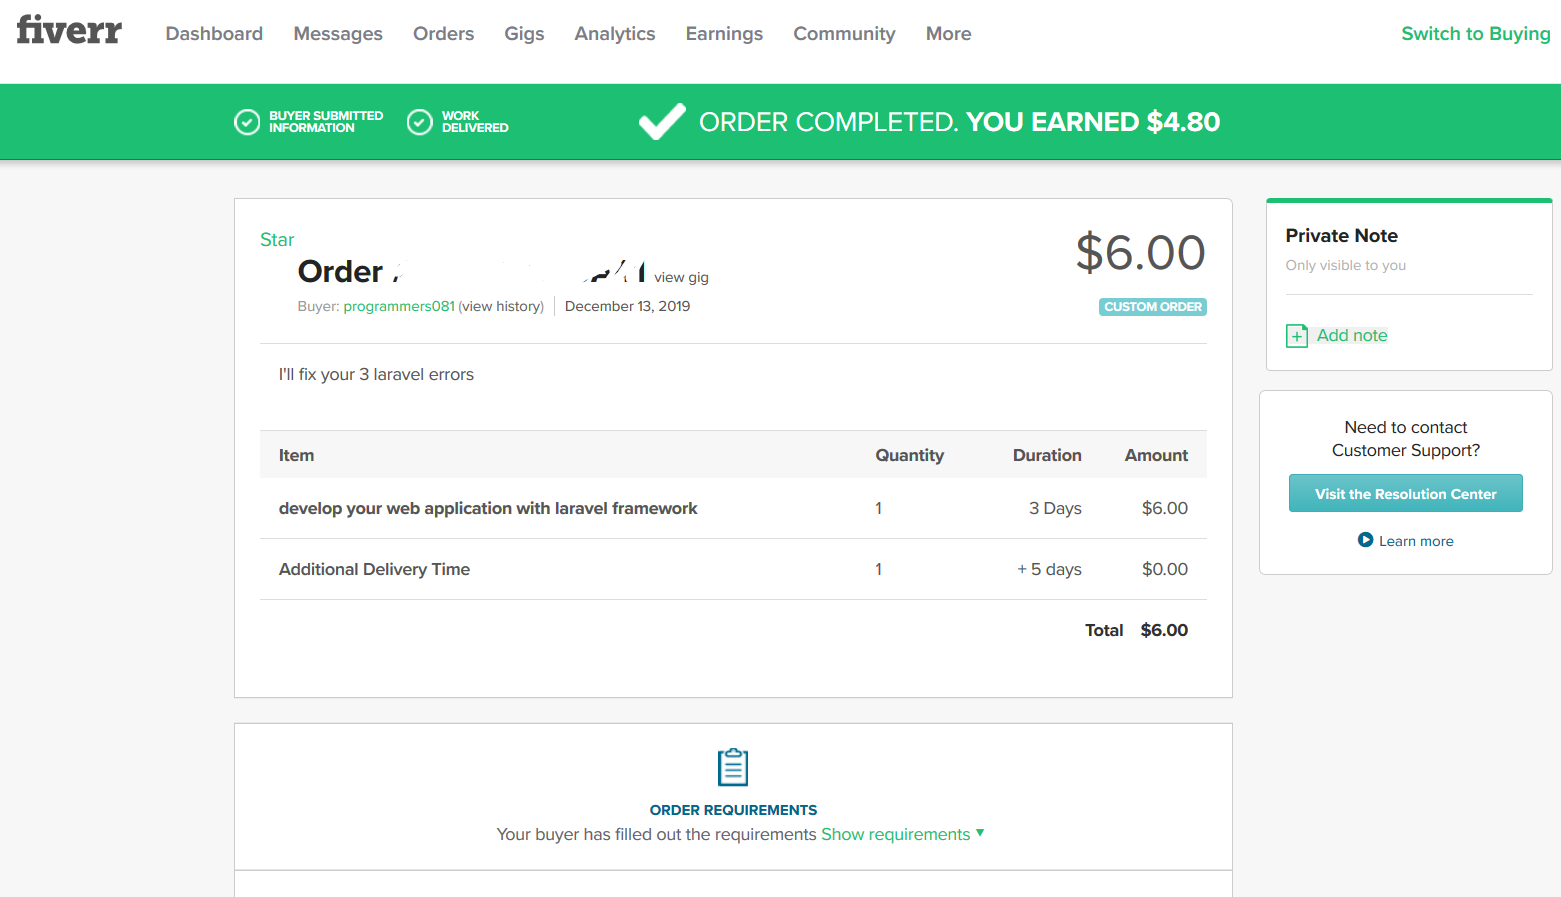 fiverr Dashboard Messages Orders Gigs Analytics Earnings Community More Switch to Buying
BUYER SUBMITTED INFORMATION
WORK DELIVERED
ORDER COMPLETED. YOU EARNED $4.80
Star
Order view gig
$6.00
Buyer: programmers081 (view history) December 13, 2019
CUSTOM ORDER
I'll fix your 3 laravel errors
Item Quantity Duration Amount
develop your web application with laravel framework 1 3 Days $6.00
Additional Delivery Time 1 + 5 days $0.00
Total $6.00
ORDER REQUIREMENTS
Your buyer has filled out the requirements Show requirements
Private Note
Only visible to you
Add note
Need to contact
Customer Support?
Visit the Resolution Center
Learn more